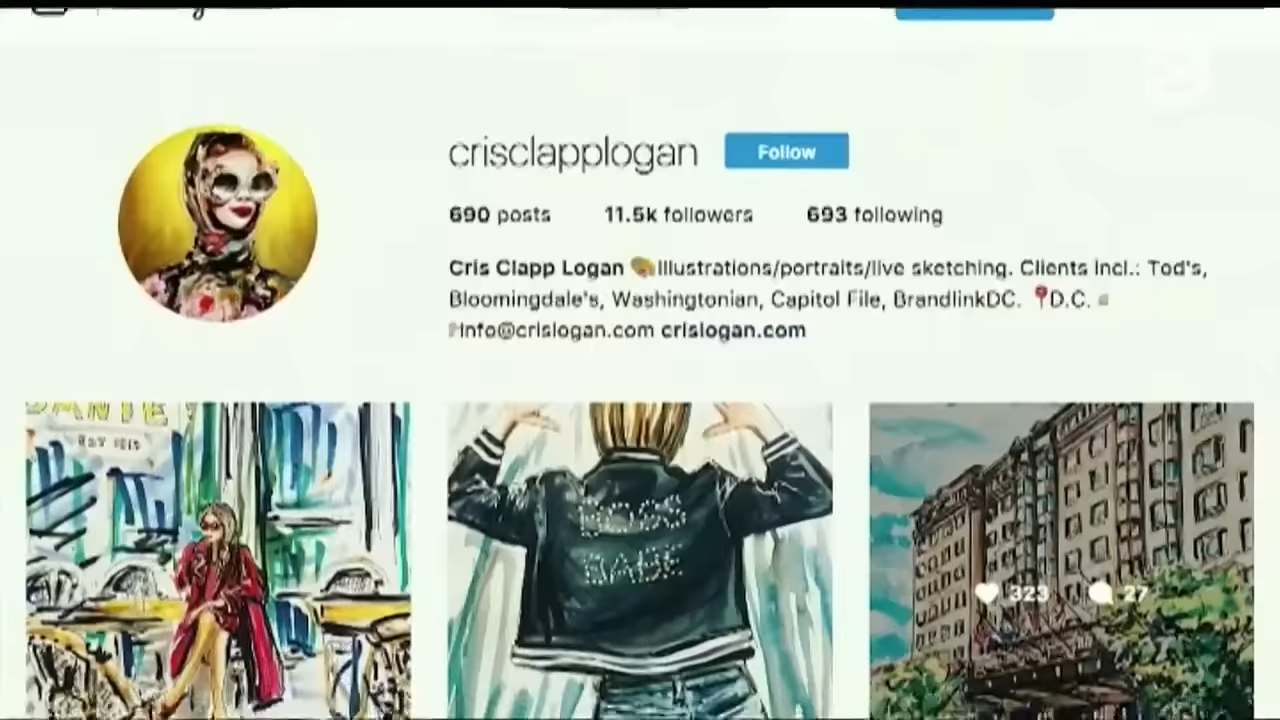 crisclapplogan Follow
690 posts 11.5k followers 693 following
Cris Clapp Logan 🎨Illustrations/portraits/live sketching. Clients incl.: Tod's,
Bloomingdale's, Washingtonian, Capitol File, BrandlinkDC. 📍D.C.
info@crislogan.com crislogan.com
EST 1815
BOSS
BABE
323 27